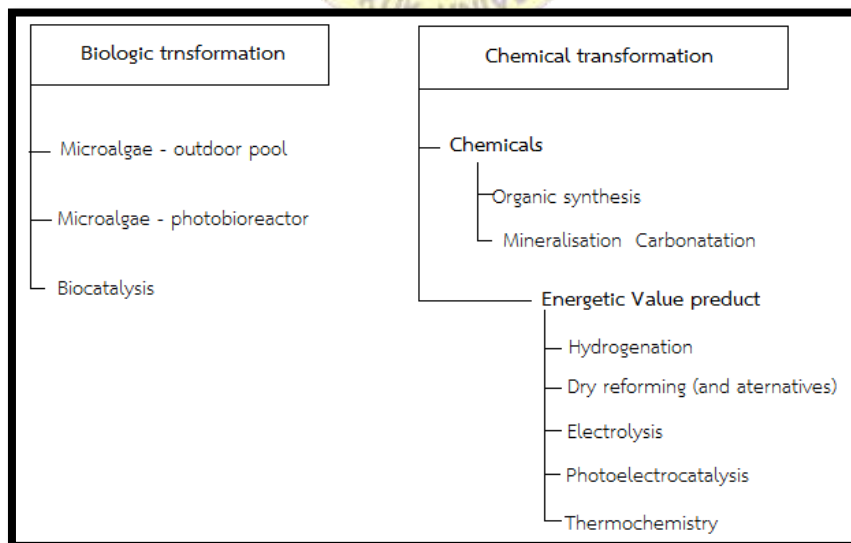 Biologic trnsformation
Microalgae - outdoor pool
Microalgae - photobioreactor
Biocatalysis
Chemical transformation
Chemicals
Organic synthesis
Mineralisation Carbonatation
Energetic Value preduct
Hydrogenation
Dry reforming (and aternatives)
Electrolysis
Photoelectrocatalysis
Thermochemistry